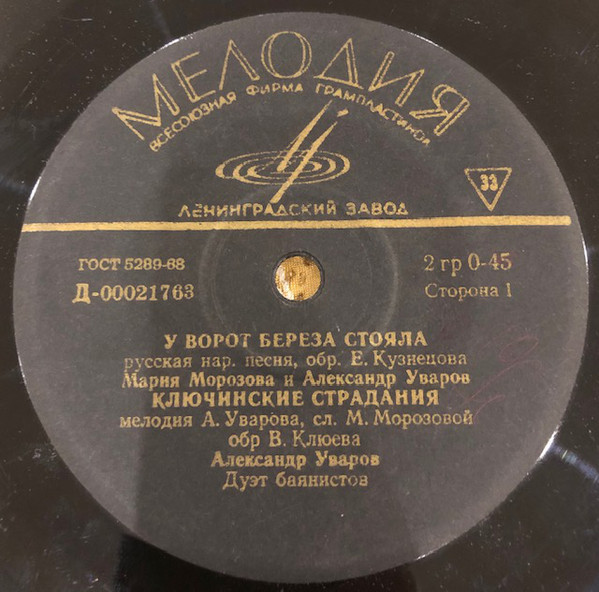 МЕЛОДИЯ
ВСЕСОЮЗНАЯ ФИРМА ГРАМПЛАСТИНОК
33
ЛЕНИНГРАДСКИЙ ЗАВОД
ГОСТ 5289-68
2 гр 0-45
Д-00021763
Сторона 1
У ВОРОТ БЕРЕЗА СТОЯЛА
русская нар. песня, обр. Е. Кузнецова
Мария Морозова и Александр Уваров
КЛЮЧИНСКИЕ СТРАДАНИЯ
мелодия А. Уварова, сл. М. Морозовой
обр В. Клюева
Александр Уваров
Дуэт баянистов